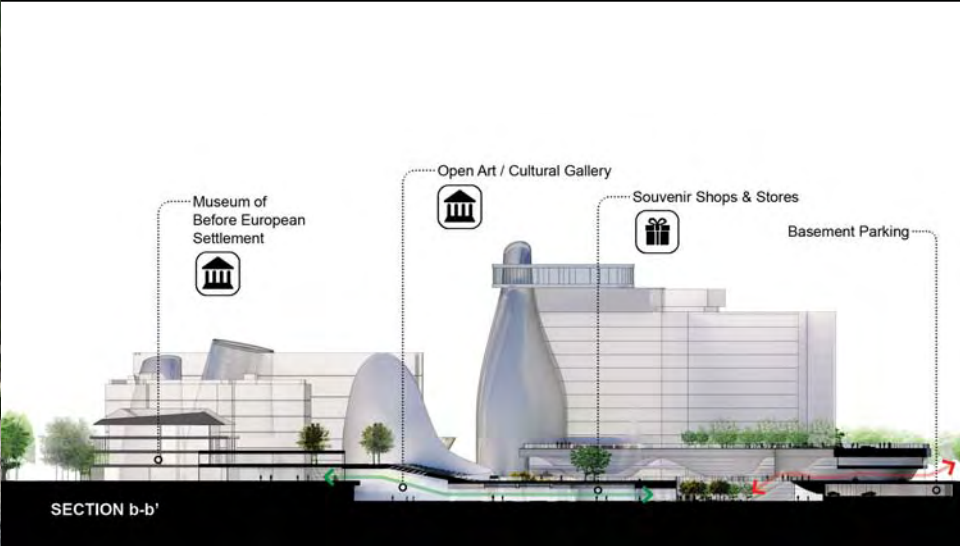 Open Art / Cultural Gallery
Museum of
Before European
Settlement
Souvenir Shops & Stores
Basement Parking
SECTION b-b'